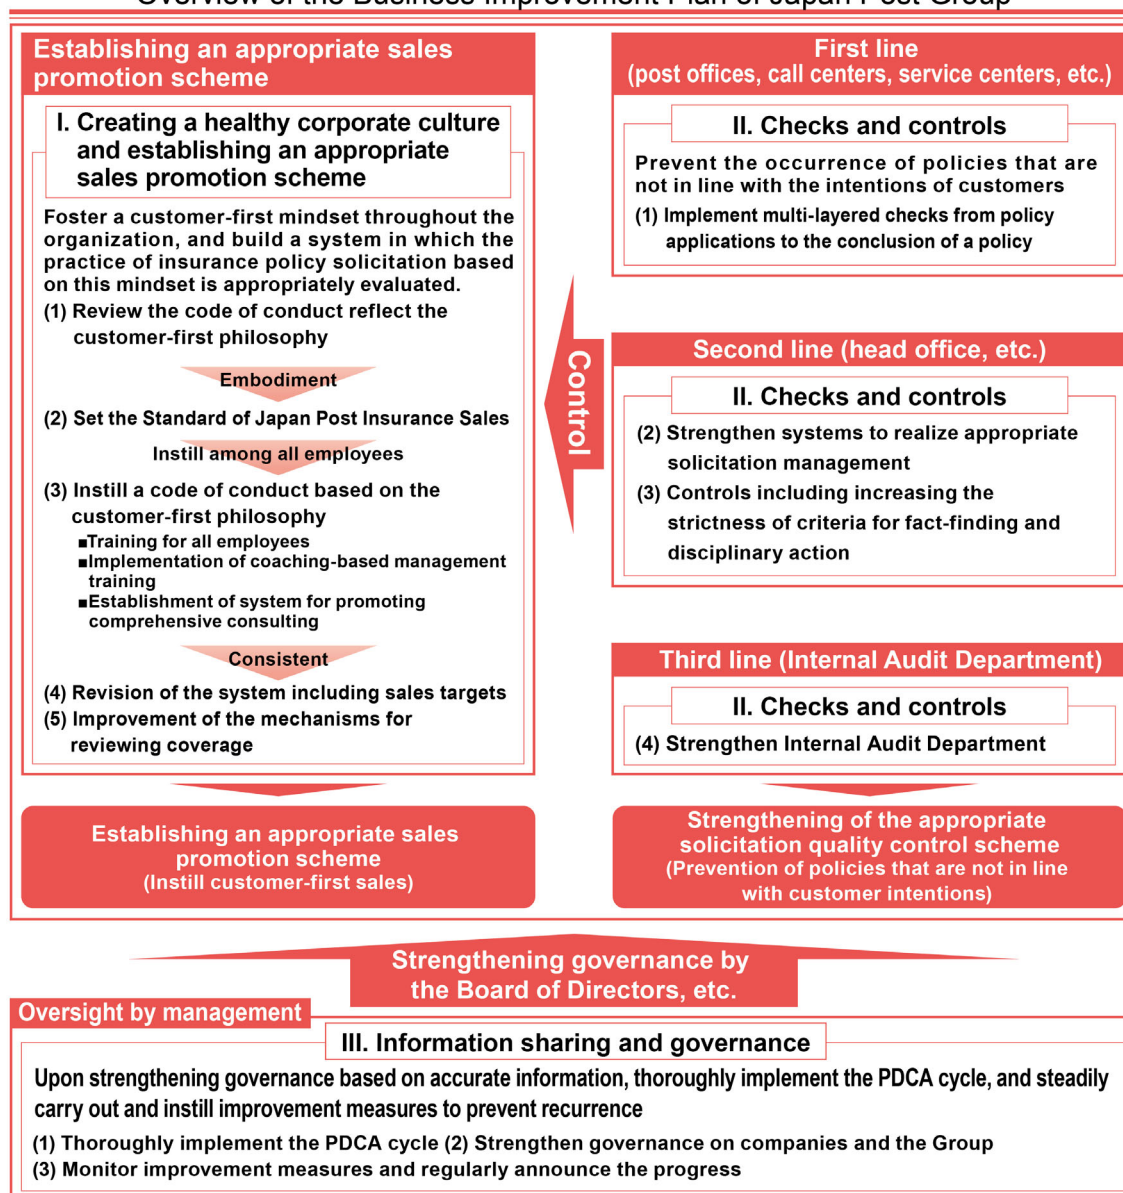 Overview of the Business Improvement Plan of Japan Post Group
Establishing an appropriate sales
promotion scheme
I. Creating a healthy corporate culture
and establishing an appropriate
sales promotion scheme
Foster a customer-first mindset throughout the
organization, and build a system in which the
practice of insurance policy solicitation based
on this mindset is appropriately evaluated.
(1) Review the code of conduct reflect the
customer-first philosophy
Embodiment
(2) Set the Standard of Japan Post Insurance Sales
Instill among all employees
(3) Instill a code of conduct based on the
customer-first philosophy
■Training for all employees
■Implementation of coaching-based management
training
■Establishment of system for promoting
comprehensive consulting
Consistent
(4) Revision of the system including sales targets
(5) Improvement of the mechanisms for
reviewing coverage
Establishing an appropriate sales
promotion scheme
(Instill customer-first sales)
Control
First line
(post offices, call centers, service centers, etc.)
II. Checks and controls
Prevent the occurrence of policies that are
not in line with the intentions of customers
(1) Implement multi-layered checks from policy
applications to the conclusion of a policy
Second line (head office, etc.)
II. Checks and controls
(2) Strengthen systems to realize appropriate
solicitation management
(3) Controls including increasing the
strictness of criteria for fact-finding and
disciplinary action
Third line (Internal Audit Department)
II. Checks and controls
(4) Strengthen Internal Audit Department
Strengthening of the appropriate
solicitation quality control scheme
(Prevention of policies that are not in line
with customer intentions)
Strengthening governance by
the Board of Directors, etc.
Oversight by management
III. Information sharing and governance
Upon strengthening governance based on accurate information, thoroughly implement the PDCA cycle, and steadily
carry out and instill improvement measures to prevent recurrence
(1) Thoroughly implement the PDCA cycle (2) Strengthen governance on companies and the Group
(3) Monitor improvement measures and regularly announce the progress